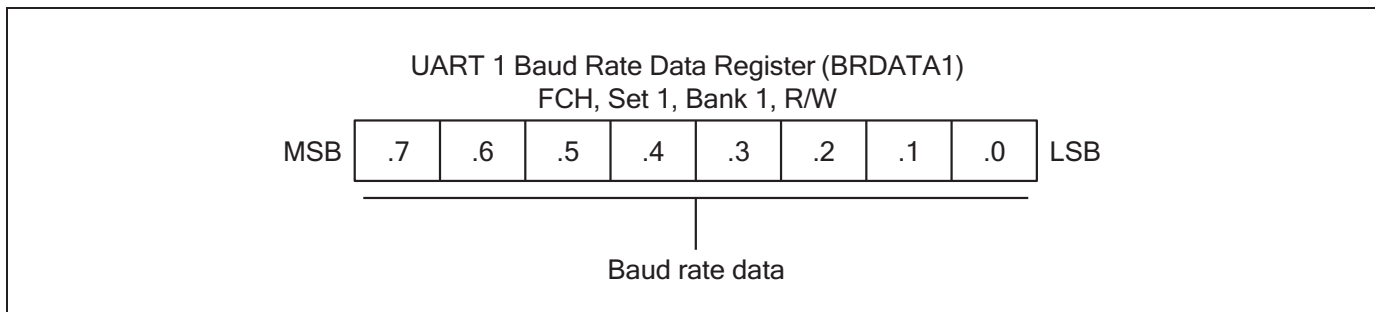 UART 1 Baud Rate Data Register (BRDATA1)
FCH, Set 1, Bank 1, R/W
MSB .7 .6 .5 .4 .3 .2 .1 .0 LSB
Baud rate data